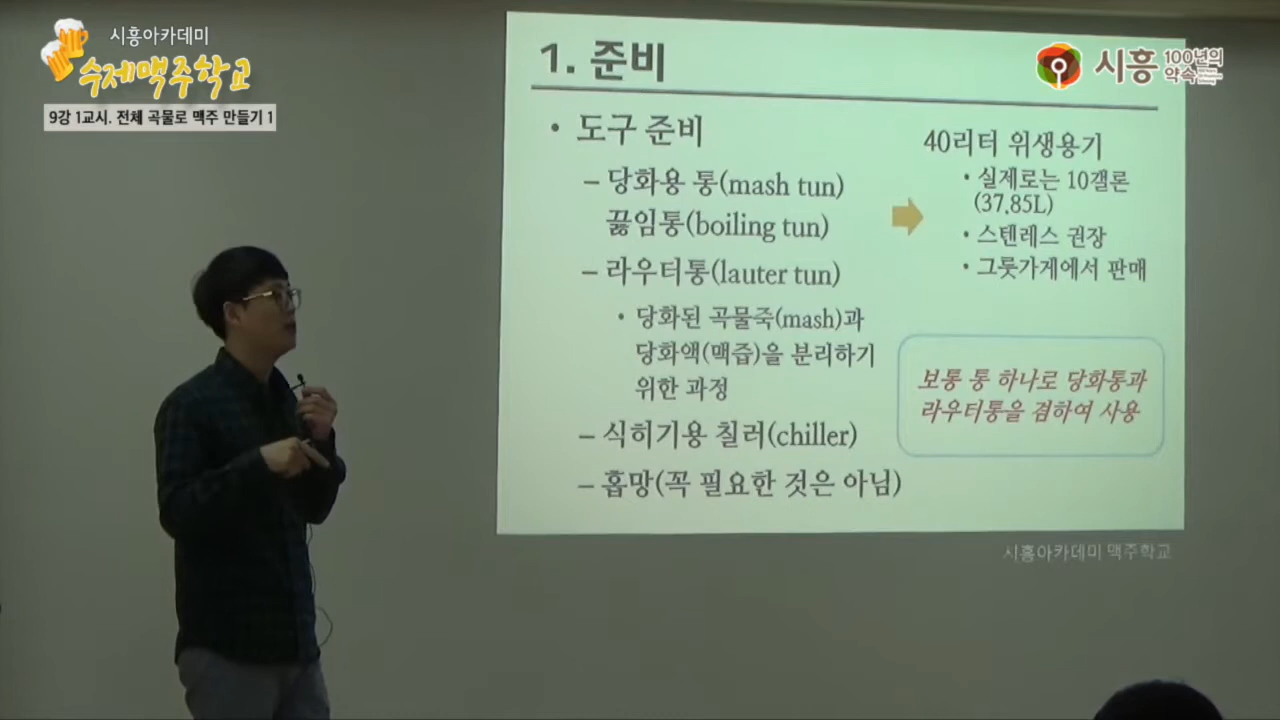 시흥아카데미
수제맥주학교
9강 1교시. 전체 곡물로 맥주 만들기 1
시흥 100년의
약속
1. 준비
• 도구 준비
– 당화용 통(mash tun)
끓임통(boiling tun)
– 라우터통(lauter tun)
• 당화된 곡물죽(mash)과
당화액(맥즙)을 분리하기
위한 과정
– 식히기용 칠러(chiller)
– 홉망(꼭 필요한 것은 아님)
40리터 위생용기
• 실제로는 10갤론
(37.85L)
• 스텐레스 권장
• 그릇가게에서 판매
보통 통 하나로 당화통과
라우터통을 겸하여 사용
시흥아카데미 맥주학교